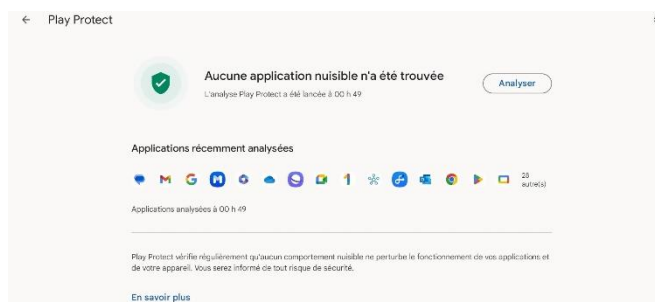 Play Protect
Aucune application nuisible n'a été trouvée
L'analyse Play Protect a été lancée à 00 h 49
Analyser
Applications récemment analysées
28
autre(s)
Applications analysées à 00 h 49
Play Protect vérifie régulièrement qu'aucun comportement nuisible ne perturbe le fonctionnement de vos applications et
de votre appareil. Vous serez informé de tout risque de sécurité.
En savoir plus